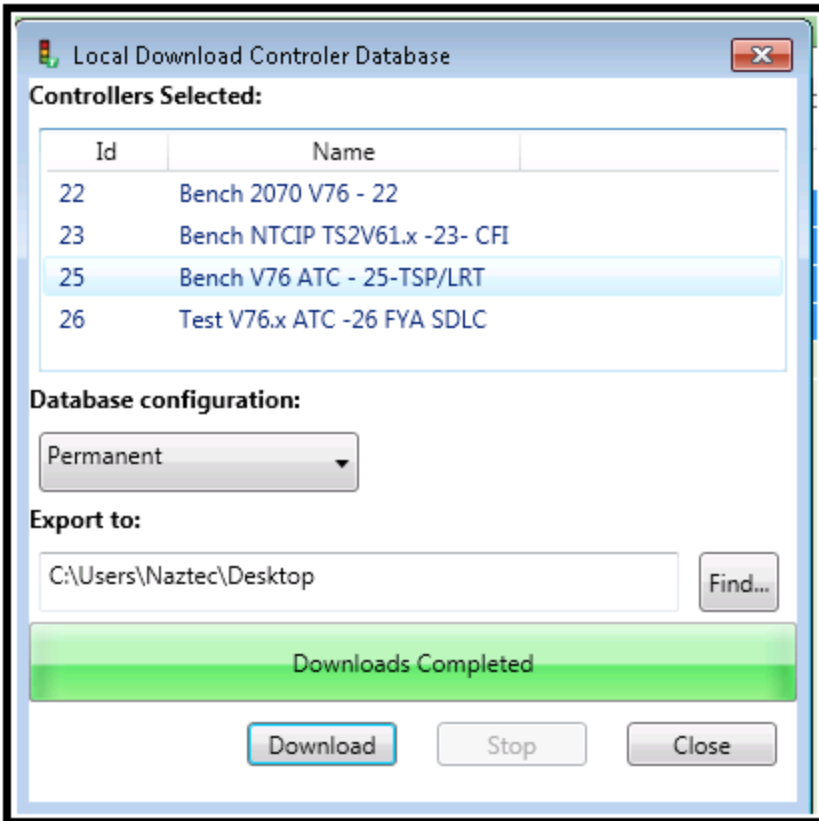 Local Download Controler Database
Controllers Selected:
Id Name
22 Bench 2070 V76 - 22
23 Bench NTCIP TS2V61.x -23- CFI
25 Bench V76 ATC - 25-TSP/LRT
26 Test V76.x ATC -26 FYA SDLC
Database configuration:
Permanent
Export to:
C:\Users\Naztec\Desktop
Find...
Downloads Completed
Download Stop Close